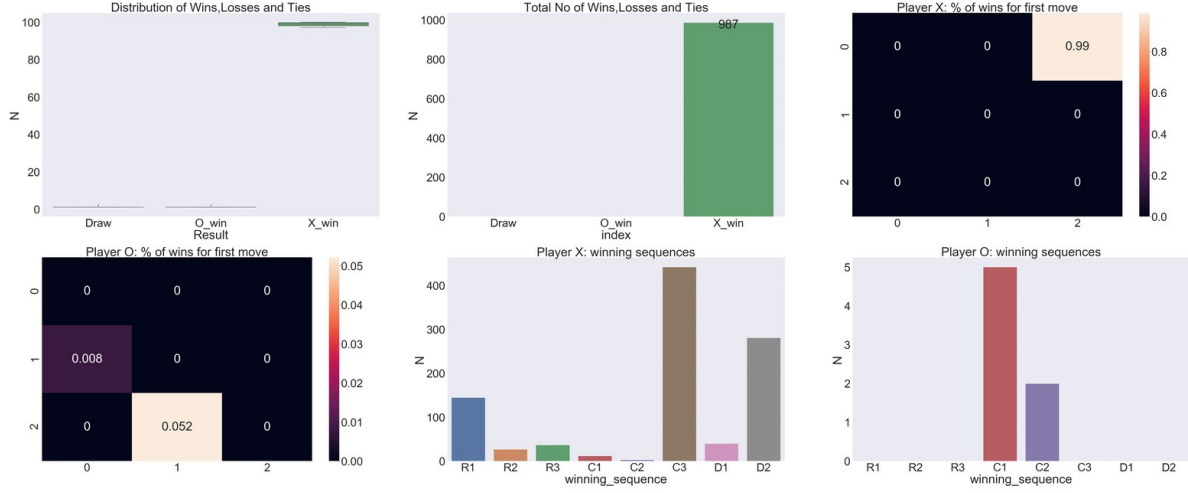 Distribution of Wins,Losses and Ties
100
80
60
40
20
0
N
Draw O_win X_win
Result
Total No of Wins,Losses and Ties
1000
800
600
400
200
0
N
987
Draw O_win X_win
index
Player X: % of wins for first move
0 0 0.99
0 0 0
0 0 0
0
1
2
0 1 2
0.8
0.6
0.4
0.2
0.0
Player O: % of wins for first move
0 0 0
0.008 0 0
0 0.052 0
0
1
2
0 1 2
0.05
0.04
0.03
0.02
0.01
0.00
Player X: winning sequences
400
300
200
100
0
N
R1 R2 R3 C1 C2 C3 D1 D2
winning_sequence
Player O: winning sequences
5
4
3
2
1
0
N
R1 R2 R3 C1 C2 C3 D1 D2
winning_sequence